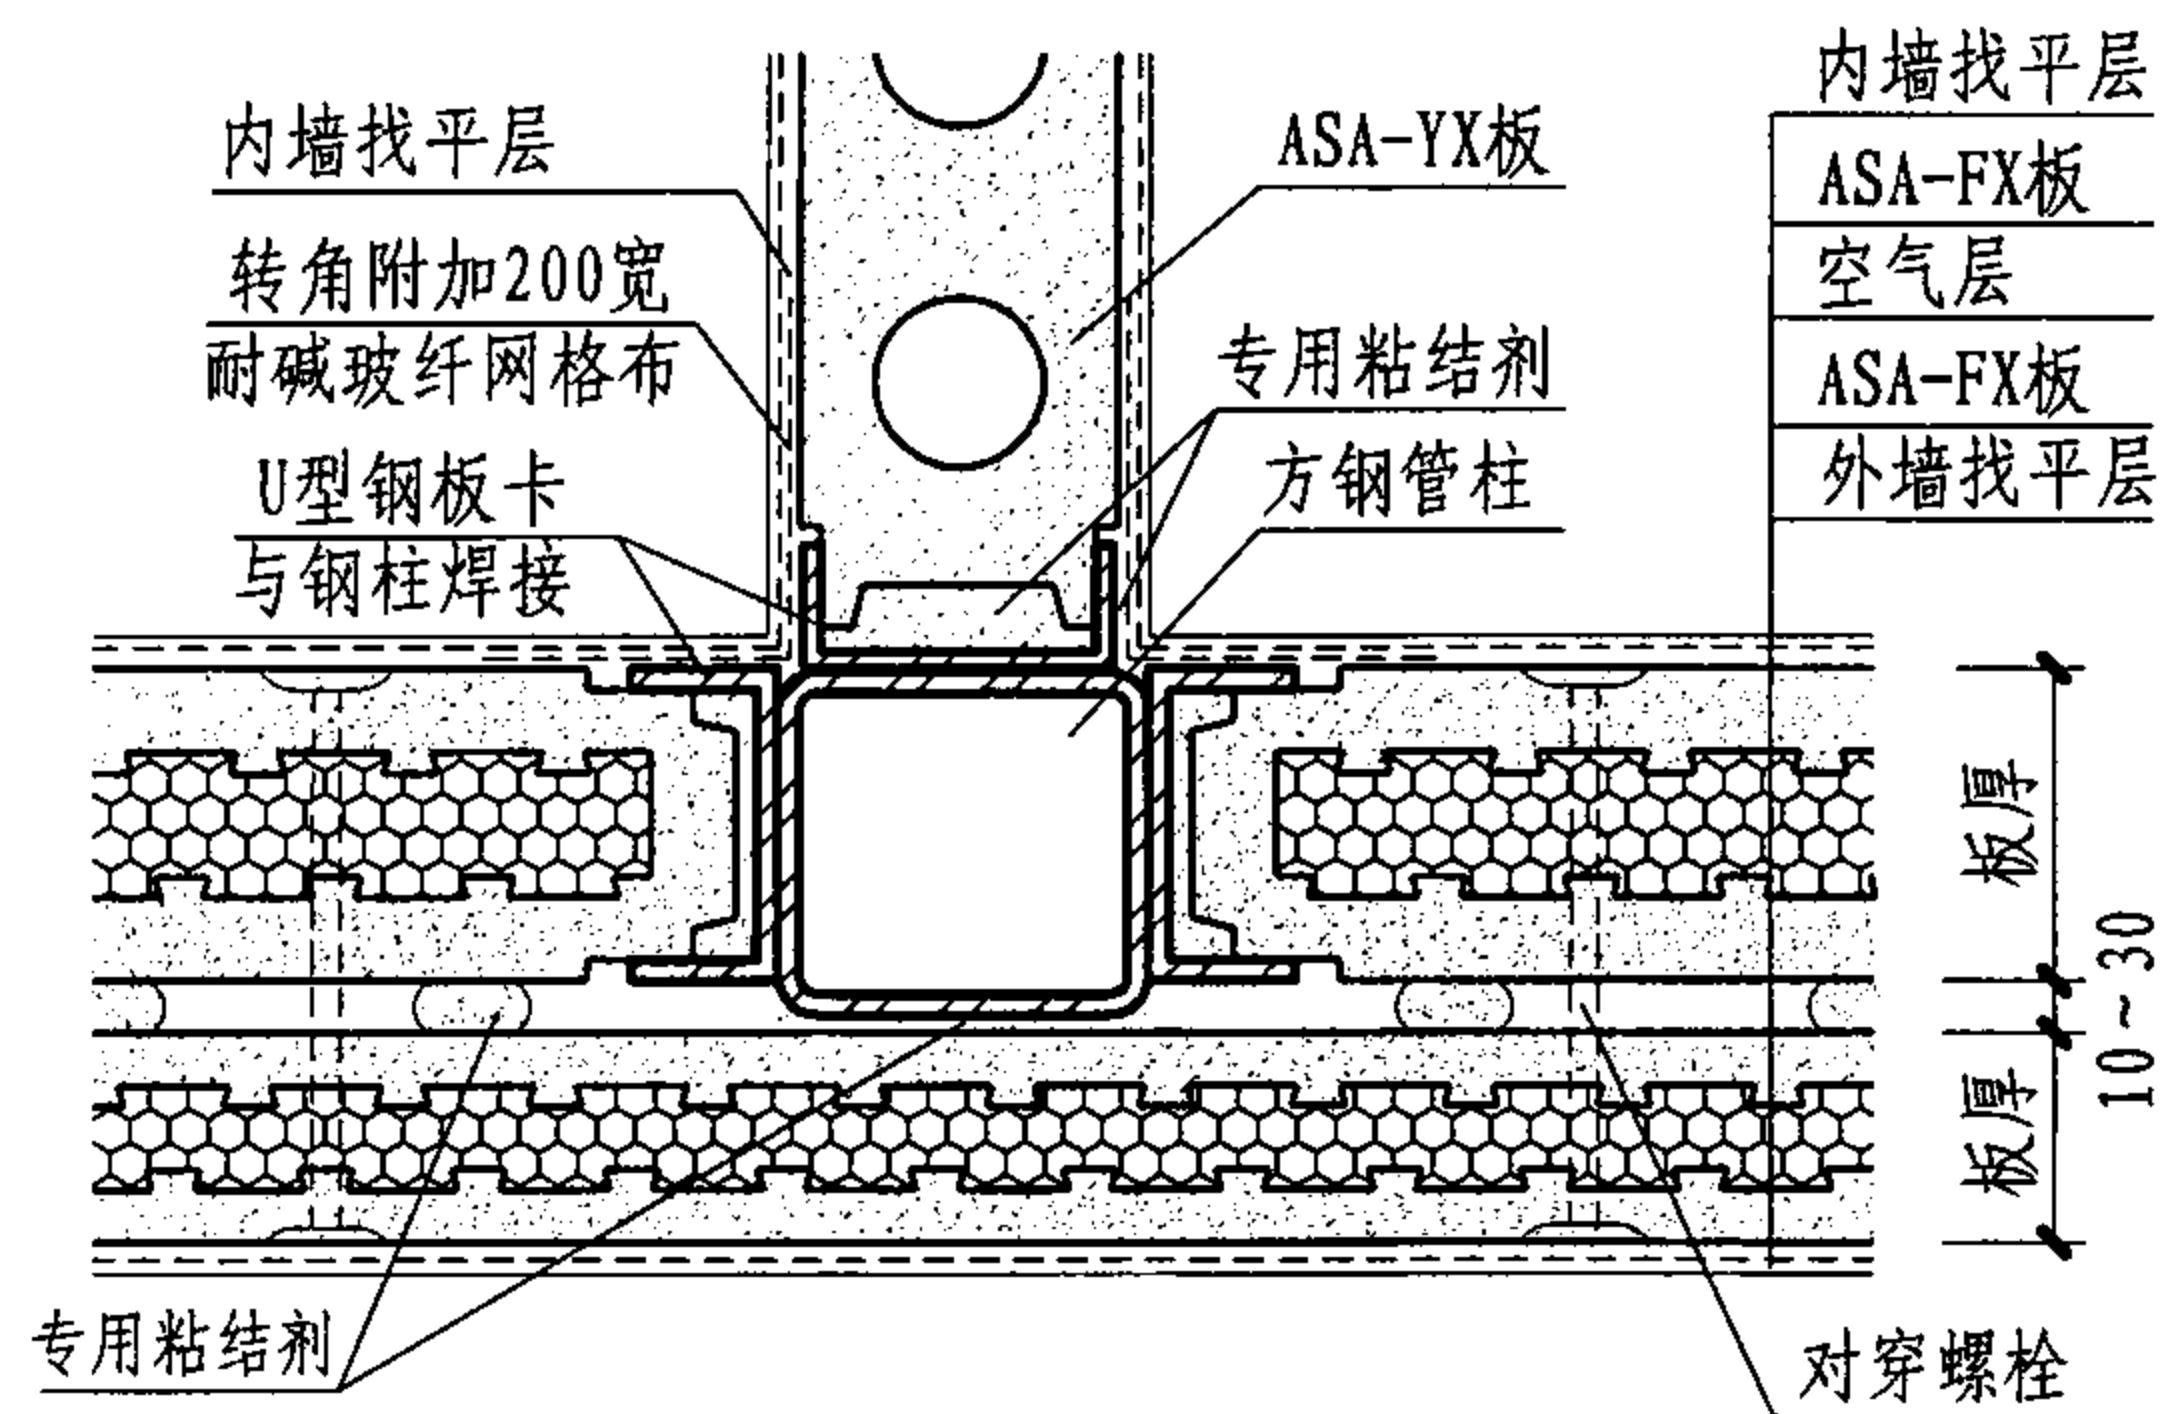 内墙找平层
转角附加200宽
耐碱玻纤网格布
U型钢板卡
与钢柱焊接
ASA-YX板
专用粘结剂
方钢管柱
内墙找平层
ASA-FX板
空气层
ASA-FX板
外墙找平层
板厚
10~30
板厚
专用粘结剂
对穿螺栓